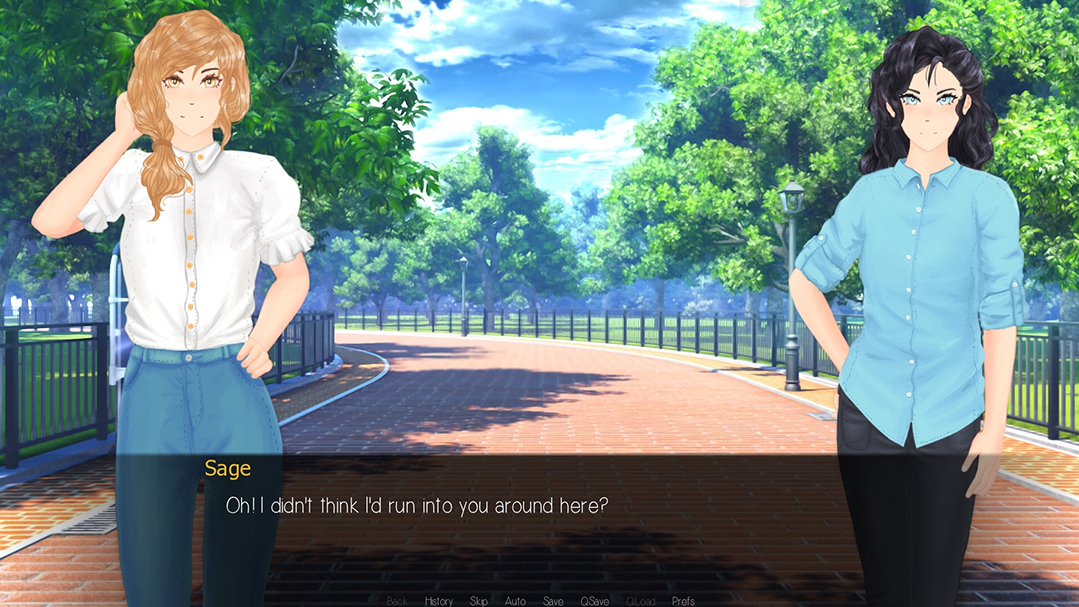 Sage
Oh! I didn't think I'd run into you around here?
Back History Skip Auto Save QSave QLoad Prefs